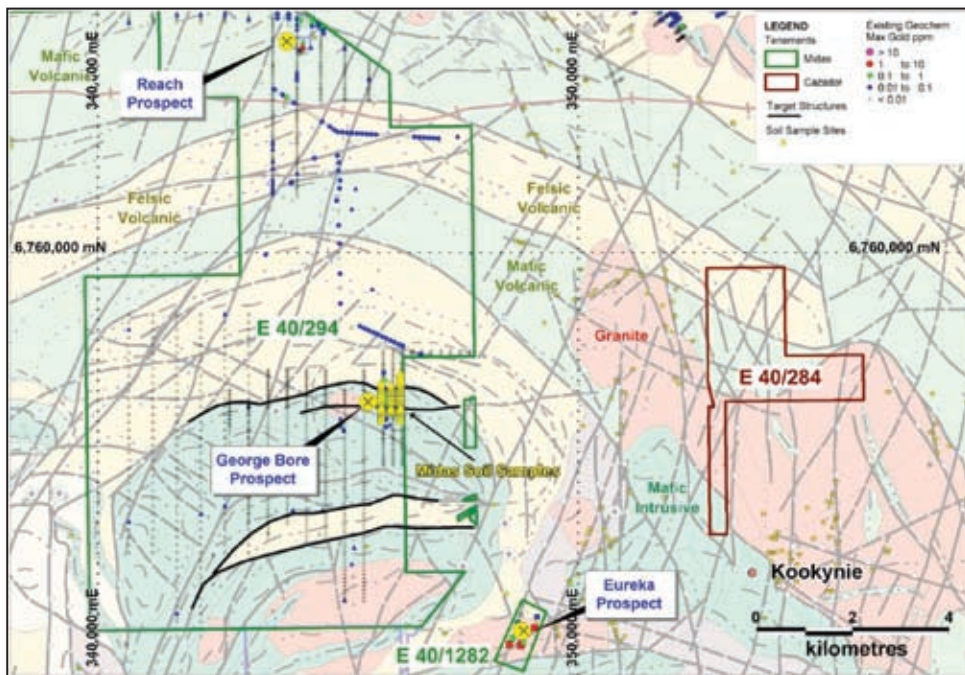 LEGEND
Tenements
Midas
Cazador
Target Structures
Soil Sample Sites
Existing Geochem
Max Gold ppm
> 10
1 to 10
0.1 to 1
0.01 to 0.1
< 0.01
340,000 mE
350,000 mE
Mafic
Volcanic
Reach
Prospect
Felsic
Volcanic
Felsic
Volcanic
6,760,000 mN
6,760,000 mN
Mafic
Volcanic
E 40/294
Granite
E 40/284
George Bore
Prospect
Midas Soil Samples
Mafic
Intrusive
Kookynie
Eureka
Prospect
340,000 mE
350,000 mE
E 40/1282
0 2 4
kilometres